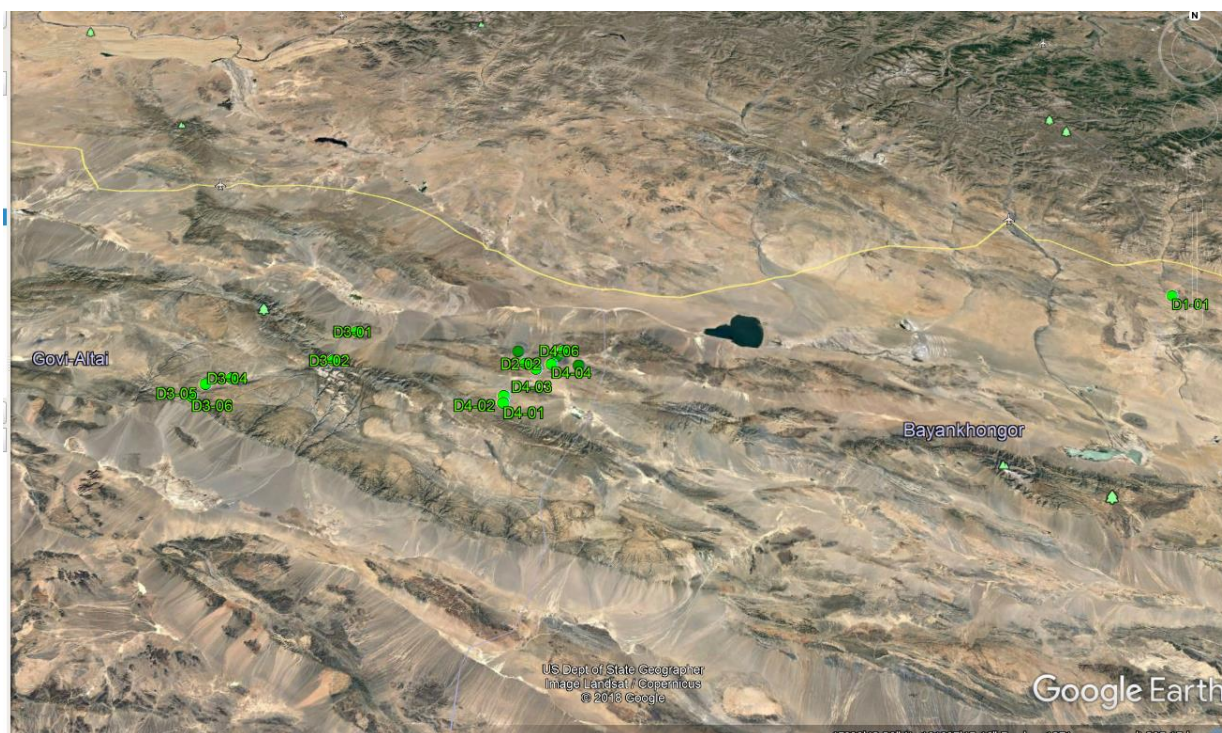 N
D1-01
D3-01
Govi-Altai
D3-02
D2-02
D4-06
D4-04
D3-04
D3-05
D3-06
D4-03
D4-02
D4-01
Bayankhongor
US Dept of State Geographer
Image Landsat / Copernicus
© 2018 Google
Google Earth